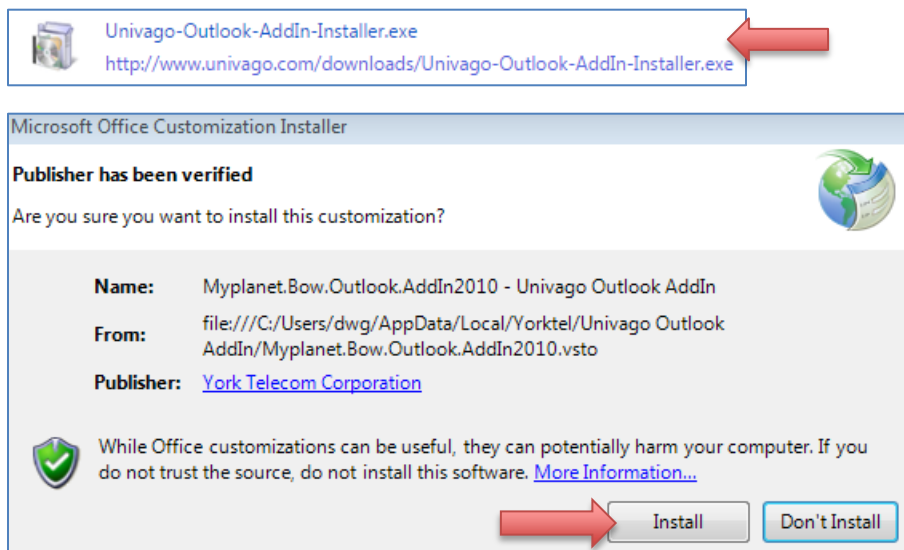 Univago-Outlook-AddIn-Installer.exe
http://www.univago.com/downloads/Univago-Outlook-AddIn-Installer.exe
Microsoft Office Customization Installer
Publisher has been verified
Are you sure you want to install this customization?
Name: Myplanet.Bow.Outlook.AddIn2010 - Univago Outlook AddIn
From: file:///C:/Users/dwg/AppData/Local/Yorktel/Univago Outlook
AddIn/Myplanet.Bow.Outlook.AddIn2010.vsto
Publisher: York Telecom Corporation
While Office customizations can be useful, they can potentially harm your computer. If you
do not trust the source, do not install this software. More Information...
Install Don't Install